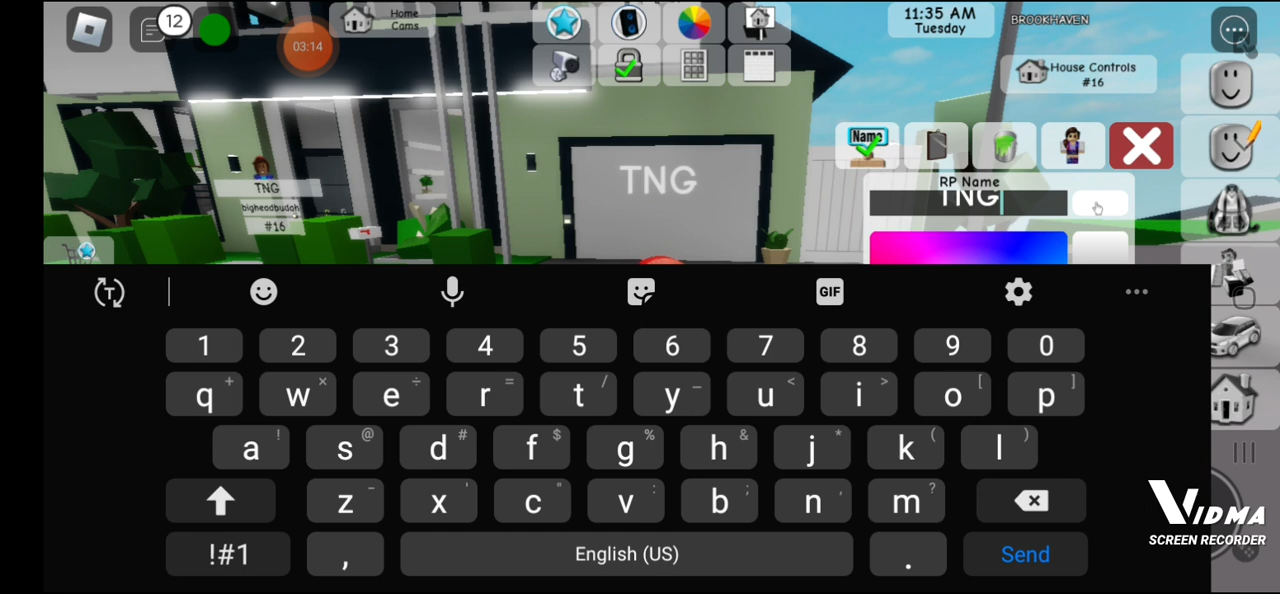 12
03:14
Home
Cams
11:35 AM
Tuesday
BROOKHAVEN
House Controls
#16
Name
RP Name
TNG
TNG
TNG
bigheadbudah
#16
T
GIF
1 2 3 4 5 6 7 8 9 0
q + w × e ÷ r = t / y _ u < i > o [ p ]
a ! s @ d # f $ g % h & j * k ( l )
z - x ' c " v : b ; n , m ?
!#1 , English (US) . Send
VIDMA
SCREEN RECORDER